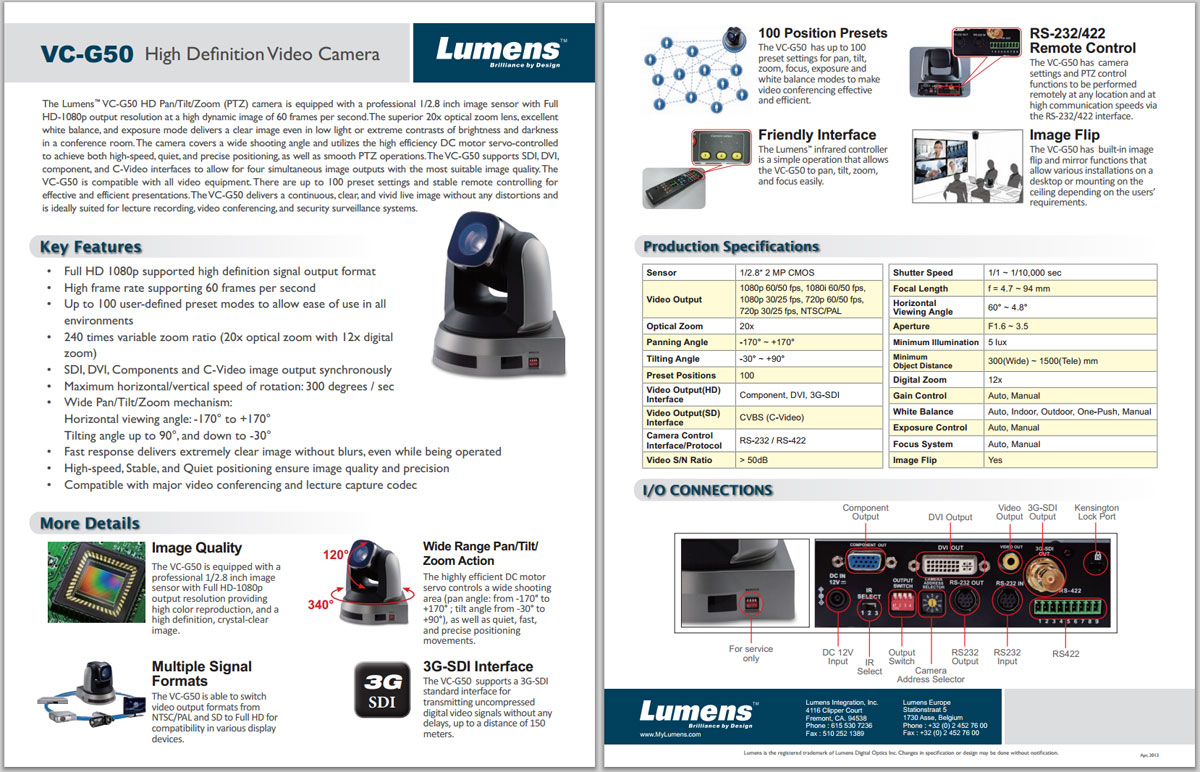 VC-G50 High Definition Video Camera
Lumens™
Brilliance by Design
The Lumens™ VC-G50 HD Pan/Tilt/Zoom (PTZ) camera is equipped with a professional 1/2.8 inch image sensor with Full
HD-1080p output resolution at a high dynamic image of 60 frames per second. The superior 20x optical zoom lens, excellent
white balance, and exposure mode delivers a clear image even in low light or extreme contrasts of brightness and darkness
in a conference room. The camera covers a wide shooting angle and utilizes the high efficiency DC motor servo-controlled
to achieve both high-speed, quiet, and precise positioning, as well as smooth PTZ operations. The VC-G50 supports SDI, DVI,
component, and C-Video interfaces to allow for four simultaneous image outputs with the most suitable image quality. The
VC-G50 is compatible with all video equipment. There are up to 100 preset settings and stable remote controlling for
effective and efficient presentations. The VC-G50 delivers a continuous, clear, and vivid live image without any distortions and
is ideally suited for lecture recording, video conferencing, and security surveillance systems.
Key Features
• Full HD 1080p supported high definition signal output format
• High frame rate supporting 60 frames per second
• Up to 100 user-defined preset modes to allow ease of use in all
environments
• 240 times variable zoom ratio (20x optical zoom with 12x digital
zoom)
• SDI, DVI, Components and C-Video image output synchronously
• Maximum horizontal/vertical speed of rotation: 300 degrees / sec
• Wide Pan/Tilt/Zoom mechanism:
Horizontal viewing angle: -170° to +170°
Tilting angle up to 90°, and down to -30°
• Fast response delivers extremely clear image without blurs, even while being operated
• High-speed, Stable, and Quiet positioning ensure image quality and precision
• Compatible with major video conferencing and lecture capture codec
More Details
Image Quality
The VC-G50 is equipped with a
professional 1/2.8 inch image
sensor withFull HD-1080p
output resolution providing
high color reproduction, and a
high definition, crystal-clear
image.
120°
340°
Wide Range Pan/Tilt/
Zoom Action
The highly efficient DC motor
servo controls a wide shooting
area (pan angle: from -170° to
+170° ; tilt angle from -30° to
+90°), as well as quiet, fast,
and precise positioning
movements.
Multiple Signal
Formats
The VC-G50 is able to switch
video output formats from
NTSC/PAL and SD to Full HD for
compatibility in various display
devices.
3G
SDI
3G-SDI Interface
The VC-G50 supports a 3G-SDI
standard interface for
transmitting uncompressed
digital video signals without any
delays, up to a distance of 150
meters.
100 Position Presets
The VC-G50 has up to 100
preset settings for pan, tilt,
zoom, focus, exposure and
white balance modes to make
video conferencing effective
and efficient.
RS-232/422
Remote Control
The VC-G50 has camera
settings and PTZ control
functions to be performed
remotely at any location and at
high communication speeds via
the RS-232/422 interface.
Friendly Interface
The Lumens™ infrared controller
is a simple operation that allows
the VC-G50 to pan, tilt, zoom,
and focus easily.
Image Flip
The VC-G50 has built-in image
flip and mirror functions that
allow various installations on a
desktop or mounting on the
ceiling depending on the users'
requirements.
Production Specifications
Sensor 1/2.8" 2 MP CMOS
Video Output 1080p 60/50 fps, 1080i 60/50 fps,
1080p 30/25 fps, 720p 60/50 fps,
720p 30/25 fps, NTSC/PAL
Optical Zoom 20x
Panning Angle -170° ~ +170°
Tilting Angle -30° ~ +90°
Preset Positions 100
Video Output(HD)
Interface Component, DVI, 3G-SDI
Video Output(SD)
Interface CVBS (C-Video)
Camera Control
Interface/Protocol RS-232 / RS-422
Video S/N Ratio > 50dB
Shutter Speed 1/1 ~ 1/10,000 sec
Focal Length f = 4.7 ~ 94 mm
Horizontal
Viewing Angle 60° ~ 4.8°
Aperture F1.6 ~ 3.5
Minimum Illumination 5 lux
Minimum
Object Distance 300(Wide) ~ 1500(Tele) mm
Digital Zoom 12x
Gain Control Auto, Manual
White Balance Auto, Indoor, Outdoor, One-Push, Manual
Exposure Control Auto, Manual
Focus System Auto, Manual
Image Flip Yes
I/O CONNECTIONS
Component
Output
DVI Output
Video
Output
3G-SDI
Output
Kensington
Lock Port
COMPONENT OUT
DVI OUT
VIDEO OUT
3G-SDI
OUT
DC IN
12V
IR
SELECT
1 2 3
OUTPUT
SWITCH
CAMERA
ADDRESS
SELECTOR
RS-232 OUT
RS-232 IN
RS-422
1 2 3 4 5 6 7 8 9
For service
only
DC 12V
Input
IR
Select
Output
Switch
Camera
Address Selector
RS232
Output
RS232
Input
RS422
Lumens™
Brilliance by Design
www.MyLumens.com
Lumens Integration, Inc.
4116 Clipper Court
Fremont, CA. 94538
Phone : 615 530 7236
Fax : 510 252 1389
Lumens Europe
Stationstraat 5
1730 Asse, Belgium
Phone : +32 (0) 2 452 76 00
Fax : +32 (0) 2 452 76 00
Lumens is the registered trademark of Lumens Digital Optics Inc. Changes in specification or design may be done without notification.